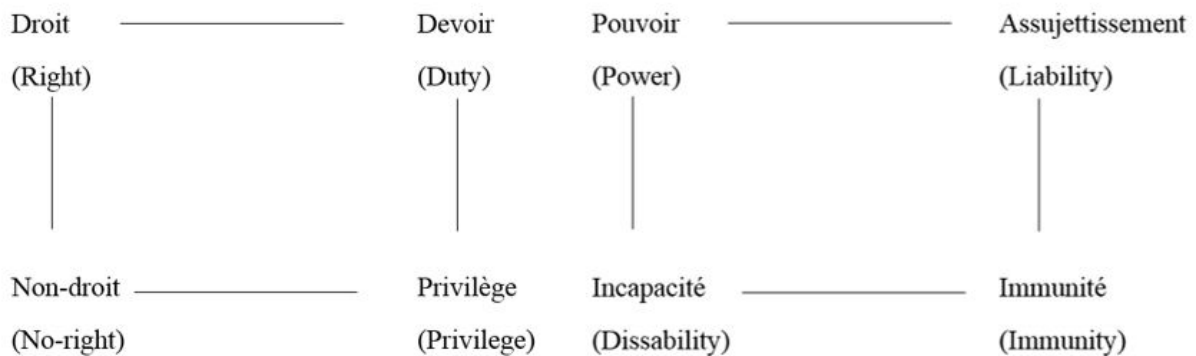 Droit Devoir Pouvoir Assujettissement
(Right) (Duty) (Power) (Liability)
Non-droit Privilège Incapacité Immunité
(No-right) (Privilege) (Dissability) (Immunity)